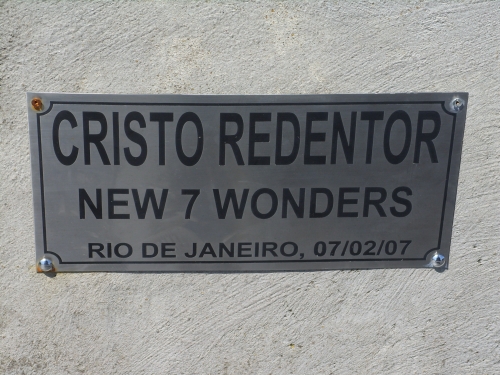 CRISTO REDENTOR
NEW 7 WONDERS
RIO DE JANEIRO, 07/02/07